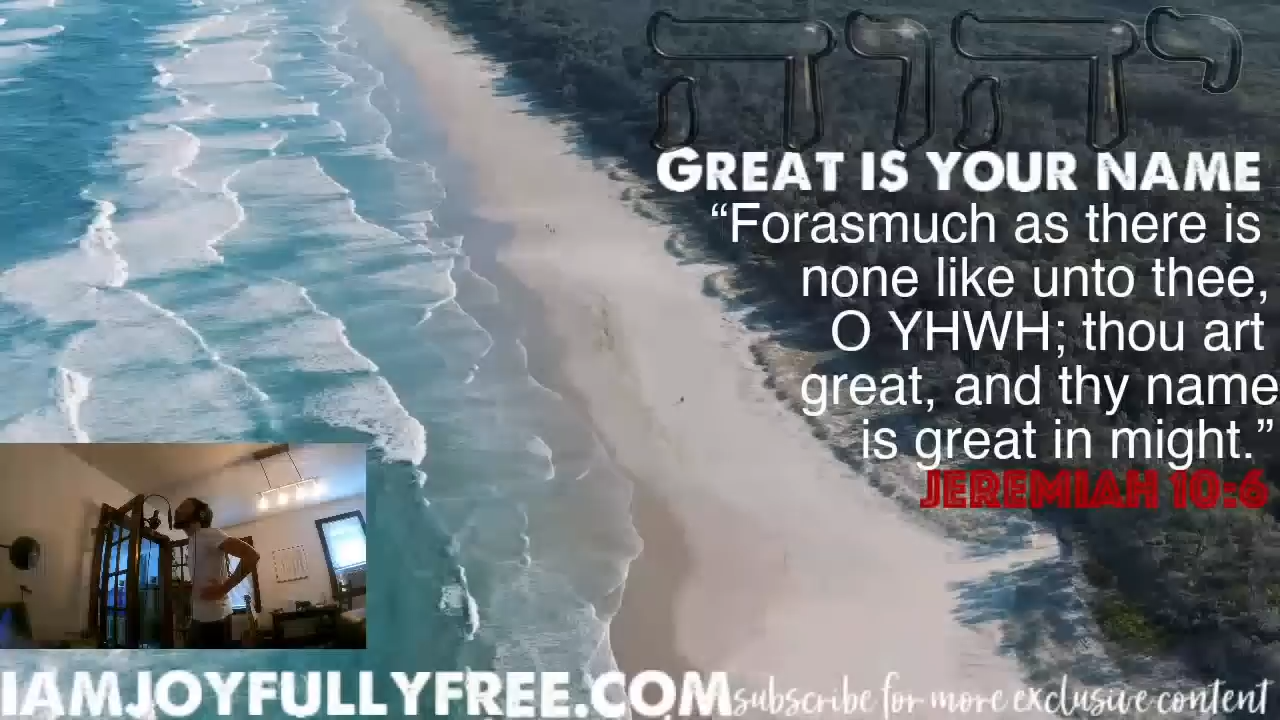 יהוה
GREAT IS YOUR NAME
“Forasmuch as there is
none like unto thee,
O YHWH; thou art
great, and thy name
is great in might.”
JEREMIAH 10:6
IAMJOYFULLYFREE.COM subscribe for more exclusive content